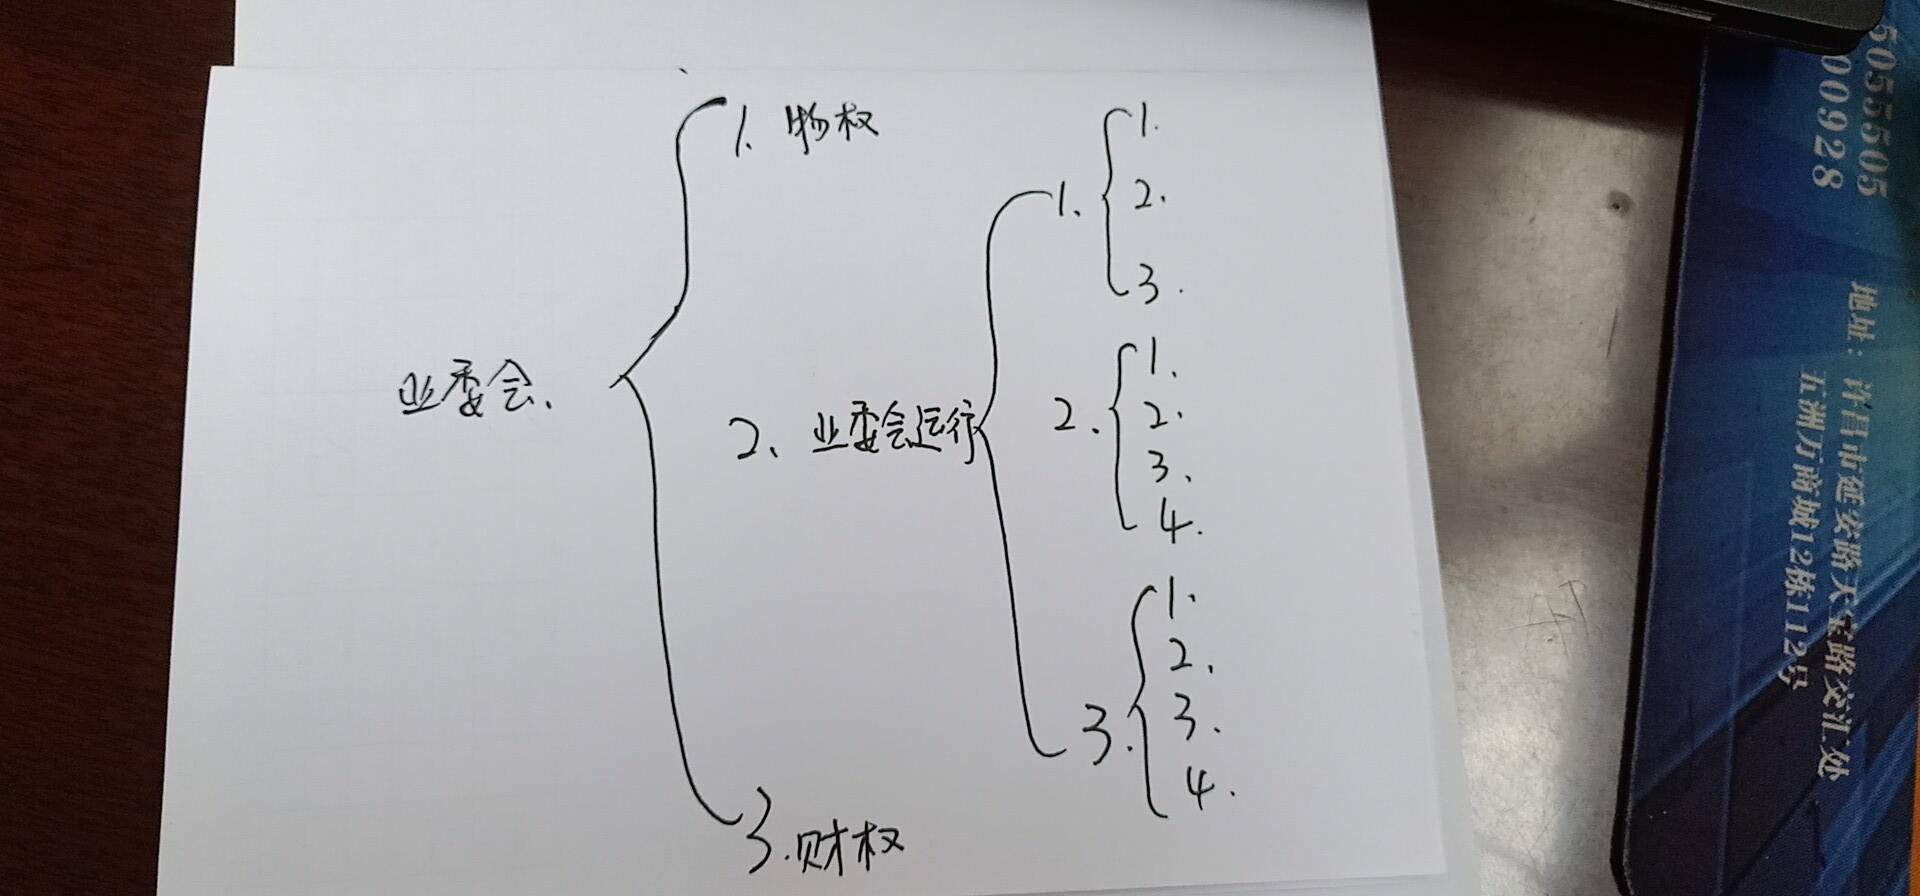 业委会、
1、物权
2、业委会运行
1.
1.
2.
3.
2.
1.
2.
3.
4.
3.
1.
2.
3.
4.
3.财权
5055505
00928
地址：许昌市延安路天宝路交汇处
五洲万商城12栋112号